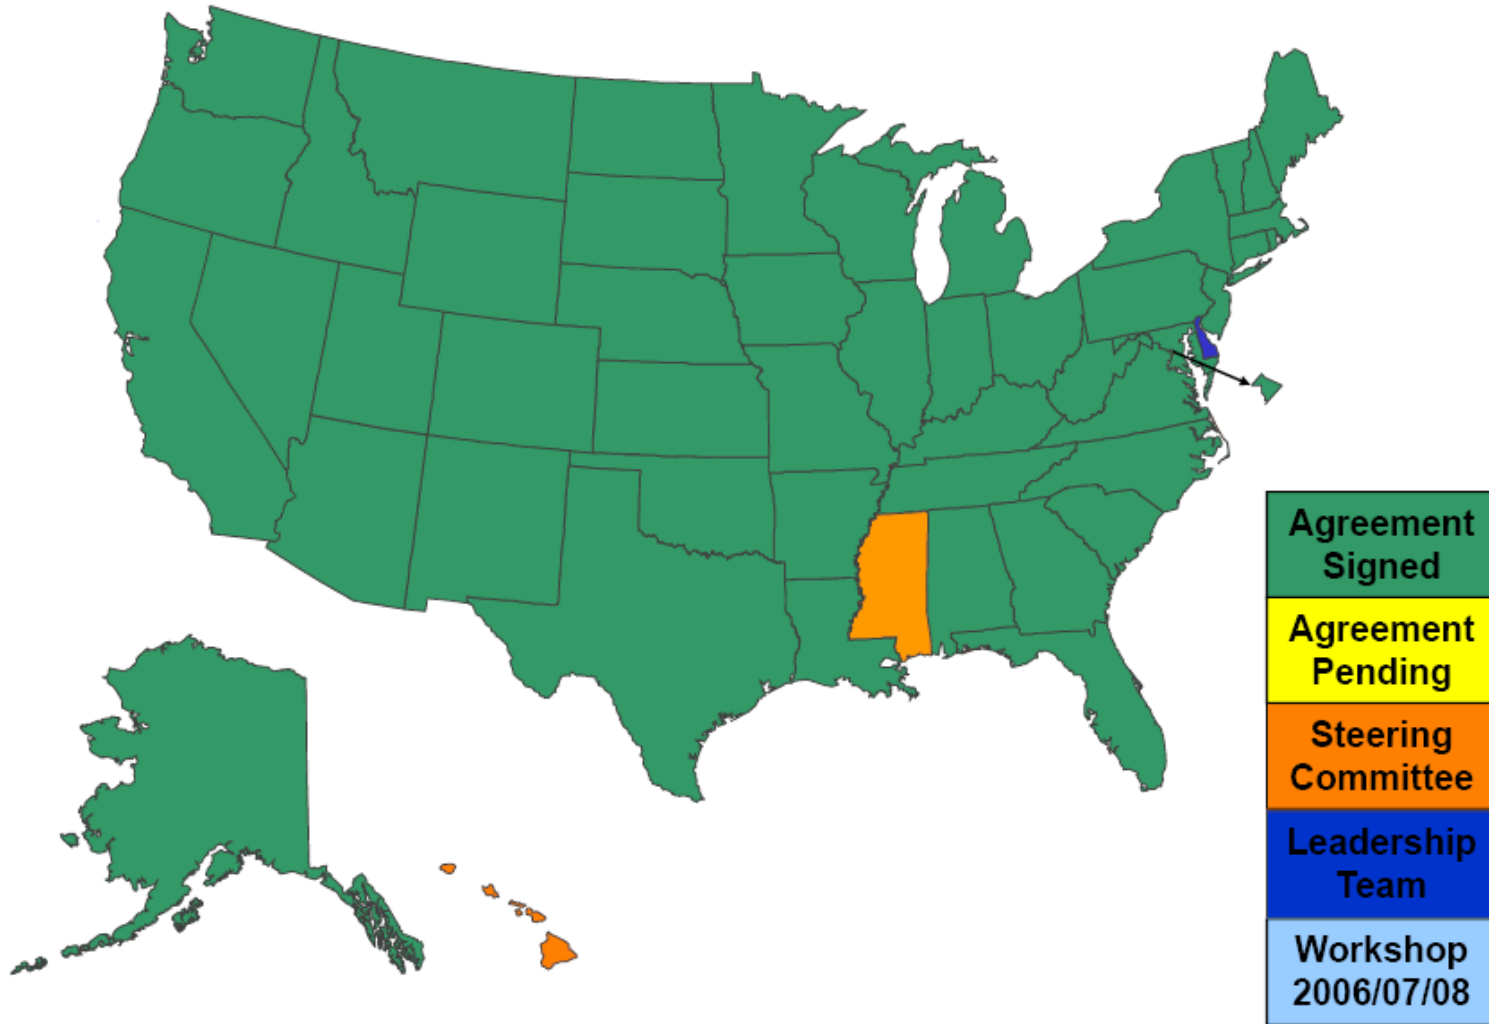 Agreement
Signed
Agreement
Pending
Steering
Committee
Leadership
Team
Workshop
2006/07/08